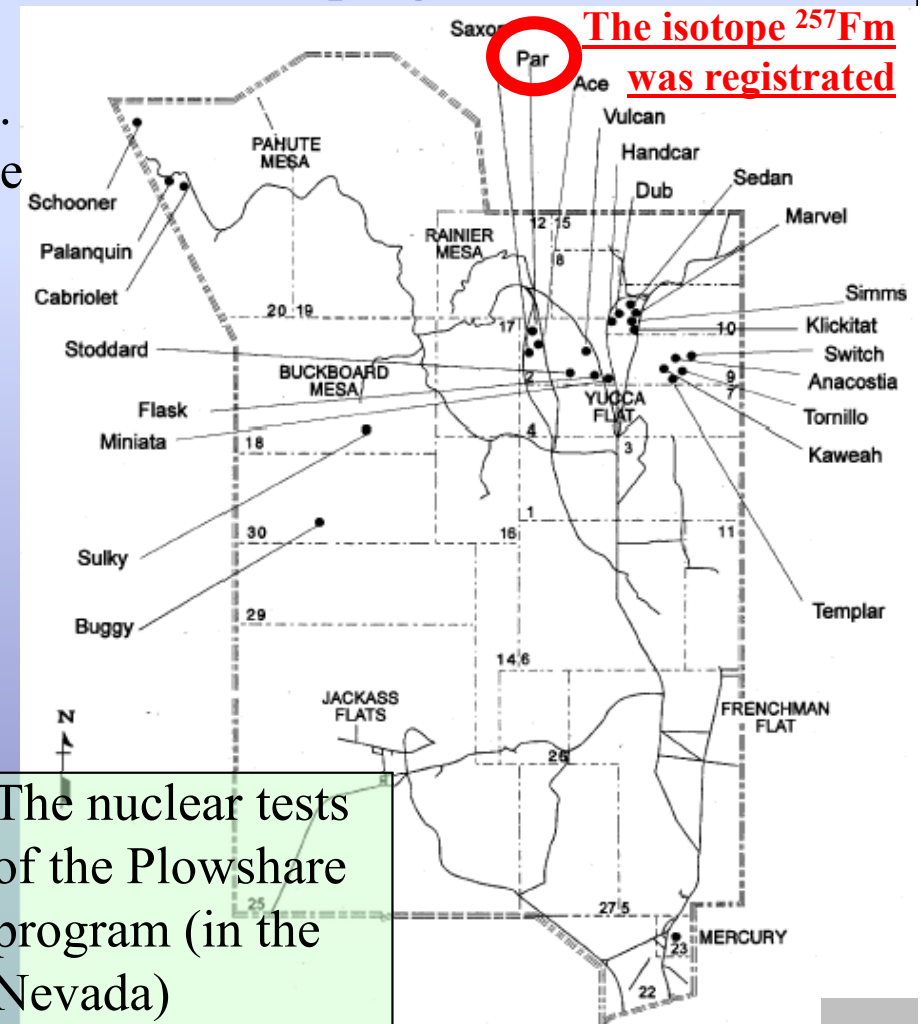 Saxon
Par
The isotope 257Fm
was registrated
.
Ace
Vulcan
e
PAHUTE
MESA
Handcar
Dub
Sedan
Schooner
Marvel
12 15
RAINIER
MESA
Palanquin
8
Cabriolet
Simms
20 19
17
10
Klickitat
Stoddard
Switch
BUCKBOARD
MESA
2
9
Anacostia
7
YUCCA
FLAT
Flask
Tornillo
Miniata
18
4
3
Kaweah
1
30
16
11
Sulky
Buggy
29
Templar
14 6
JACKASS
FLATS
N
FRENCHMAN
FLAT
26
The nuclear tests
of the Plowshare
25
27 5
program (in the
MERCURY
23
Nevada)
22